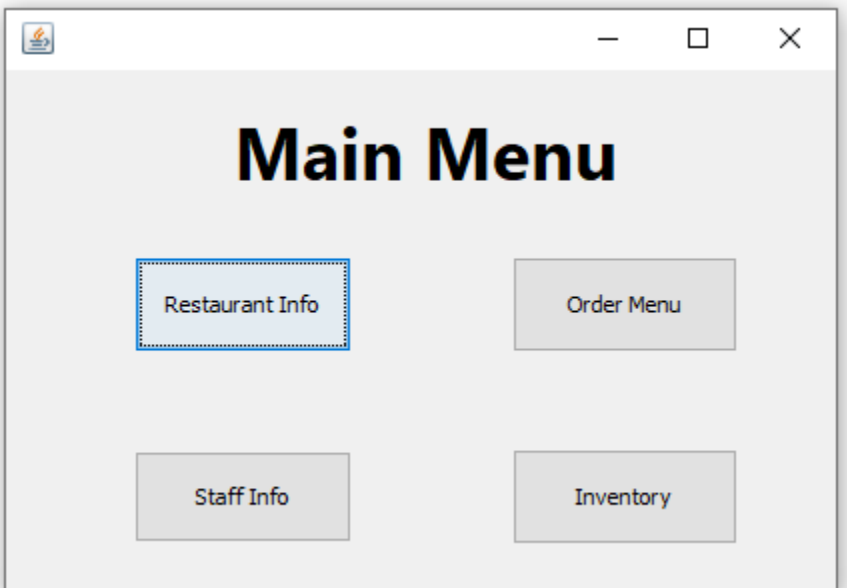 Main Menu
Restaurant Info
Order Menu
Staff Info
Inventory